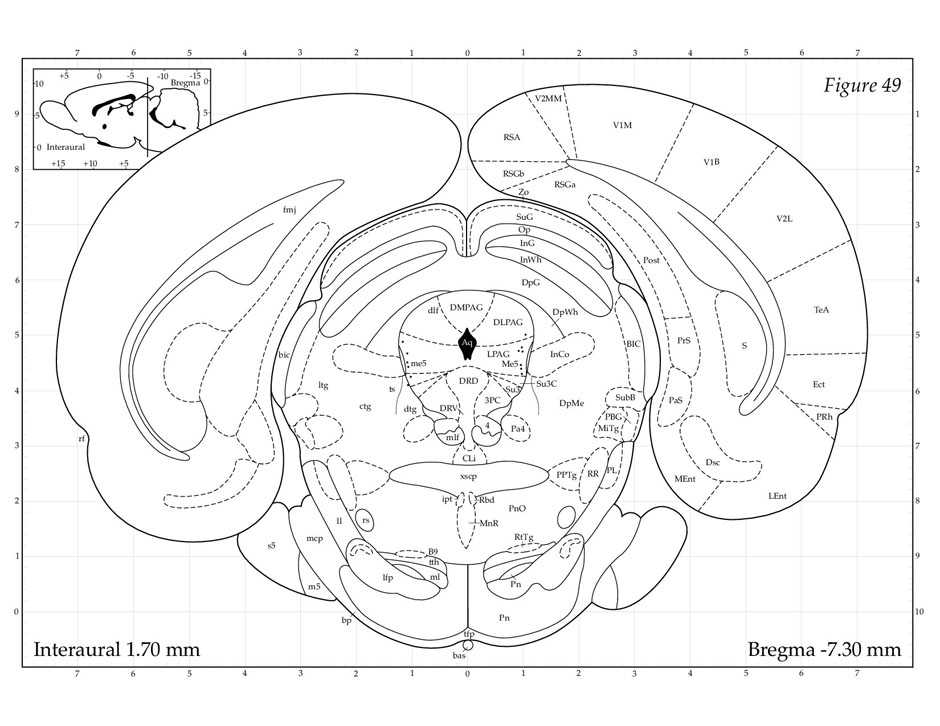 7 6 5 4 3 2 1 0 1 2 3 4 5 6 7
+5 0 -5 -10 -15
Bregma
10 0
5 5
0 Interaural
+15 +10 +5
Figure 49
9 1
8 2
7 3
6 4
5 5
4 6
3 7
2 8
1 9
0 10
V2MM
V1M
RSA
V1B
RSGb
RSGa
Zo
fmj
SuG
V2L
Op
InG
InWh
Post
DpG
dlf DMPAG
DpWh
TeA
DLPAG
Aq
PrS
BIC
S
bic
LPAG
InCo
me5
Me5
ltg
ts
DRD
Su3
Su3C
Ect
SubB
ctg
dtg
DRV
3PC
DpMe
PaS
PBG
PRh
4
Pa4
MiTg
rf
mlf
CLi
Dsc
xscp
PPTg
RR
PL
MEnt
ipt
Rbd
PnO
LEnt
ll
rs
MnR
s5
mcp
RtTg
B9
tth
lfp
ml
Pn
m5
bp
Pn
tfp
bas
Interaural 1.70 mm
Bregma -7.30 mm
7 6 5 4 3 2 1 0 1 2 3 4 5 6 7